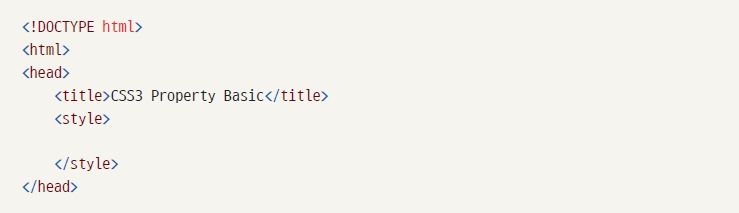 <!DOCTYPE html>
<html>
<head>
    <title>CSS3 Property Basic</title>
    <style>

    </style>
</head>